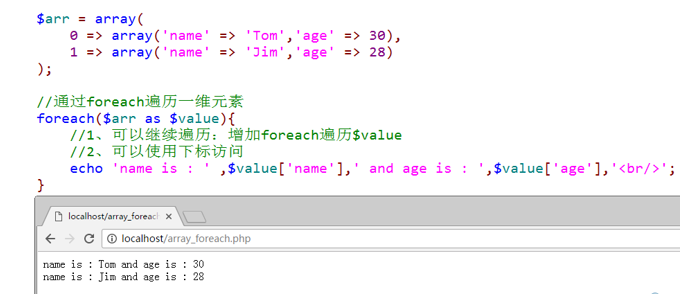 $arr = array(
    0 => array('name' => 'Tom','age' => 30),
    1 => array('name' => 'Jim','age' => 28)
);
//通过foreach遍历一维元素
foreach($arr as $value){
    //1、可以继续遍历：增加foreach遍历$value
    //2、可以使用下标访问
    echo 'name is : ' ,$value['name'],' and age is : ',$value['age'],'<br/>';
}
localhost/array_foreach
localhost/array_foreach.php
name is : Tom and age is : 30
name is : Jim and age is : 28